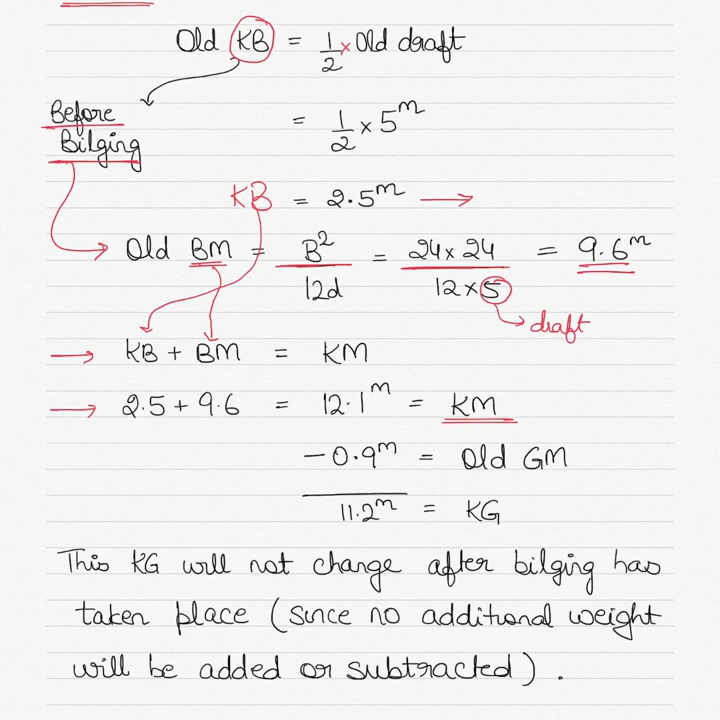 Old KB = 1/2 × Old draft
Before
Bilging
= 1/2 × 5ᵐ
KB = 2.5ᵐ →
→ Old BM = B²/12d = 24×24/12×5 = 9.6ᵐ
draft
→ KB + BM = KM
→ 2.5 + 9.6 = 12.1ᵐ = KM
−0.9ᵐ = Old GM
11.2ᵐ = KG
This KG will not change after bilging has
taken place (since no additional weight
will be added or subtracted).